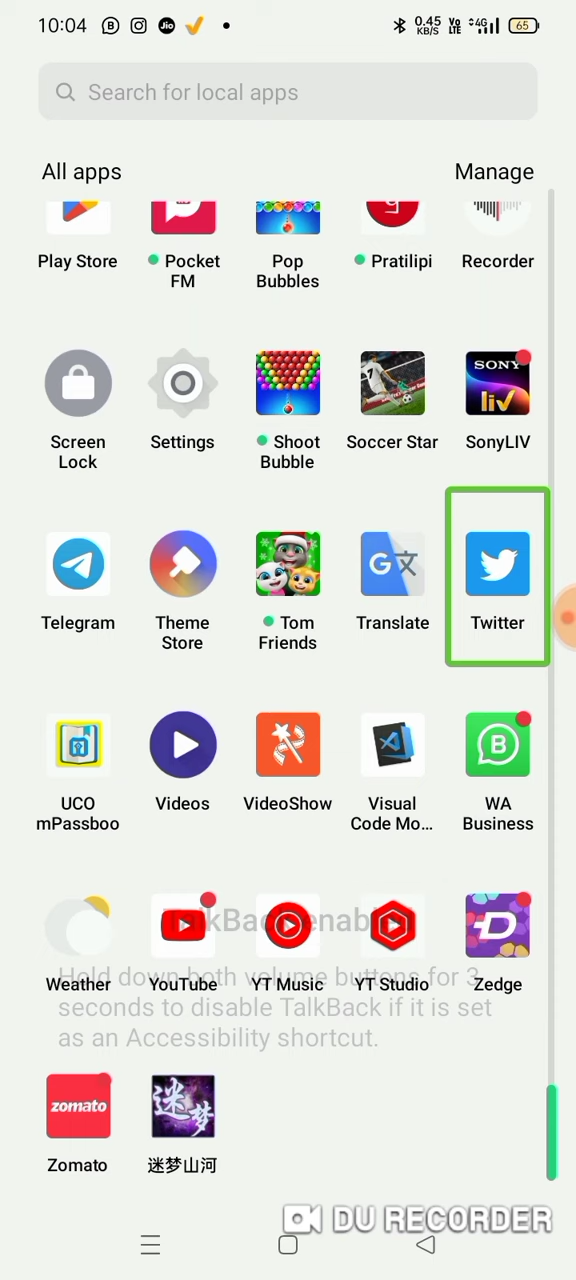 10:04
0.45
KB/S
Vo
LTE
4G
65
Search for local apps
All apps
Manage
Play Store
Pocket
FM
Pop
Bubbles
Pratilipi
Recorder
SONY
liv
Screen
Lock
Settings
Shoot
Bubble
Soccer Star
SonyLIV
Telegram
Theme
Store
Tom
Friends
Translate
Twitter
UCO
mPassboo
Videos
VideoShow
Visual
Code Mo...
WA
Business
TalkBack enabled
Weather
YouTube
YT Music
YT Studio
Zedge
Hold down both volume buttons for 3
seconds to disable TalkBack if it is set
as an Accessibility shortcut.
zomato
迷梦
Zomato
迷梦山河
DU RECORDER